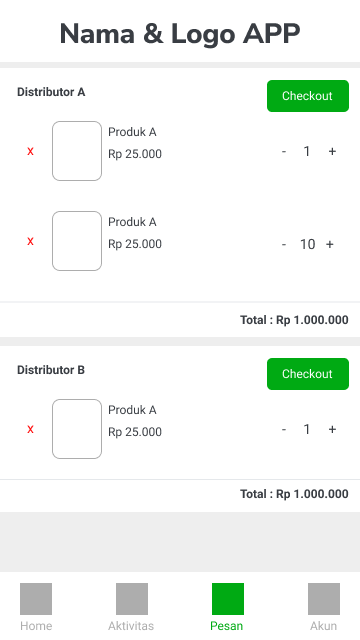 Nama & Logo APP
Distributor A
Checkout
x
Produk A
Rp 25.000
- 1 +
x
Produk A
Rp 25.000
- 10 +
Total : Rp 1.000.000
Distributor B
Checkout
x
Produk A
Rp 25.000
- 1 +
Total : Rp 1.000.000
Home Aktivitas Pesan Akun